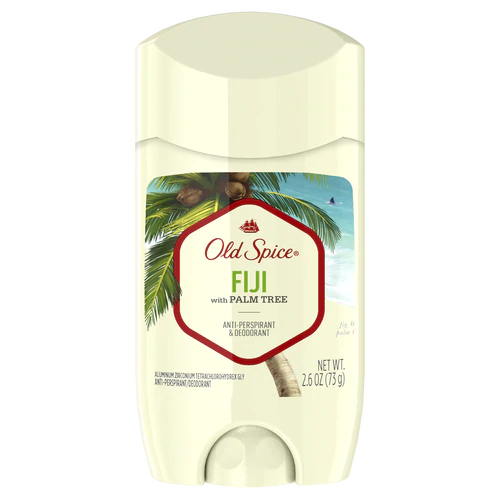 Old Spice®
FIJI
with PALM TREE
ANTI-PERSPIRANT
& DEODORANT
NET WT.
2.6 OZ (73 g)
ALUMINUM ZIRCONIUM TETRACHLOROHYDREX GLY
ANTI-PERSPIRANT/DEODORANT